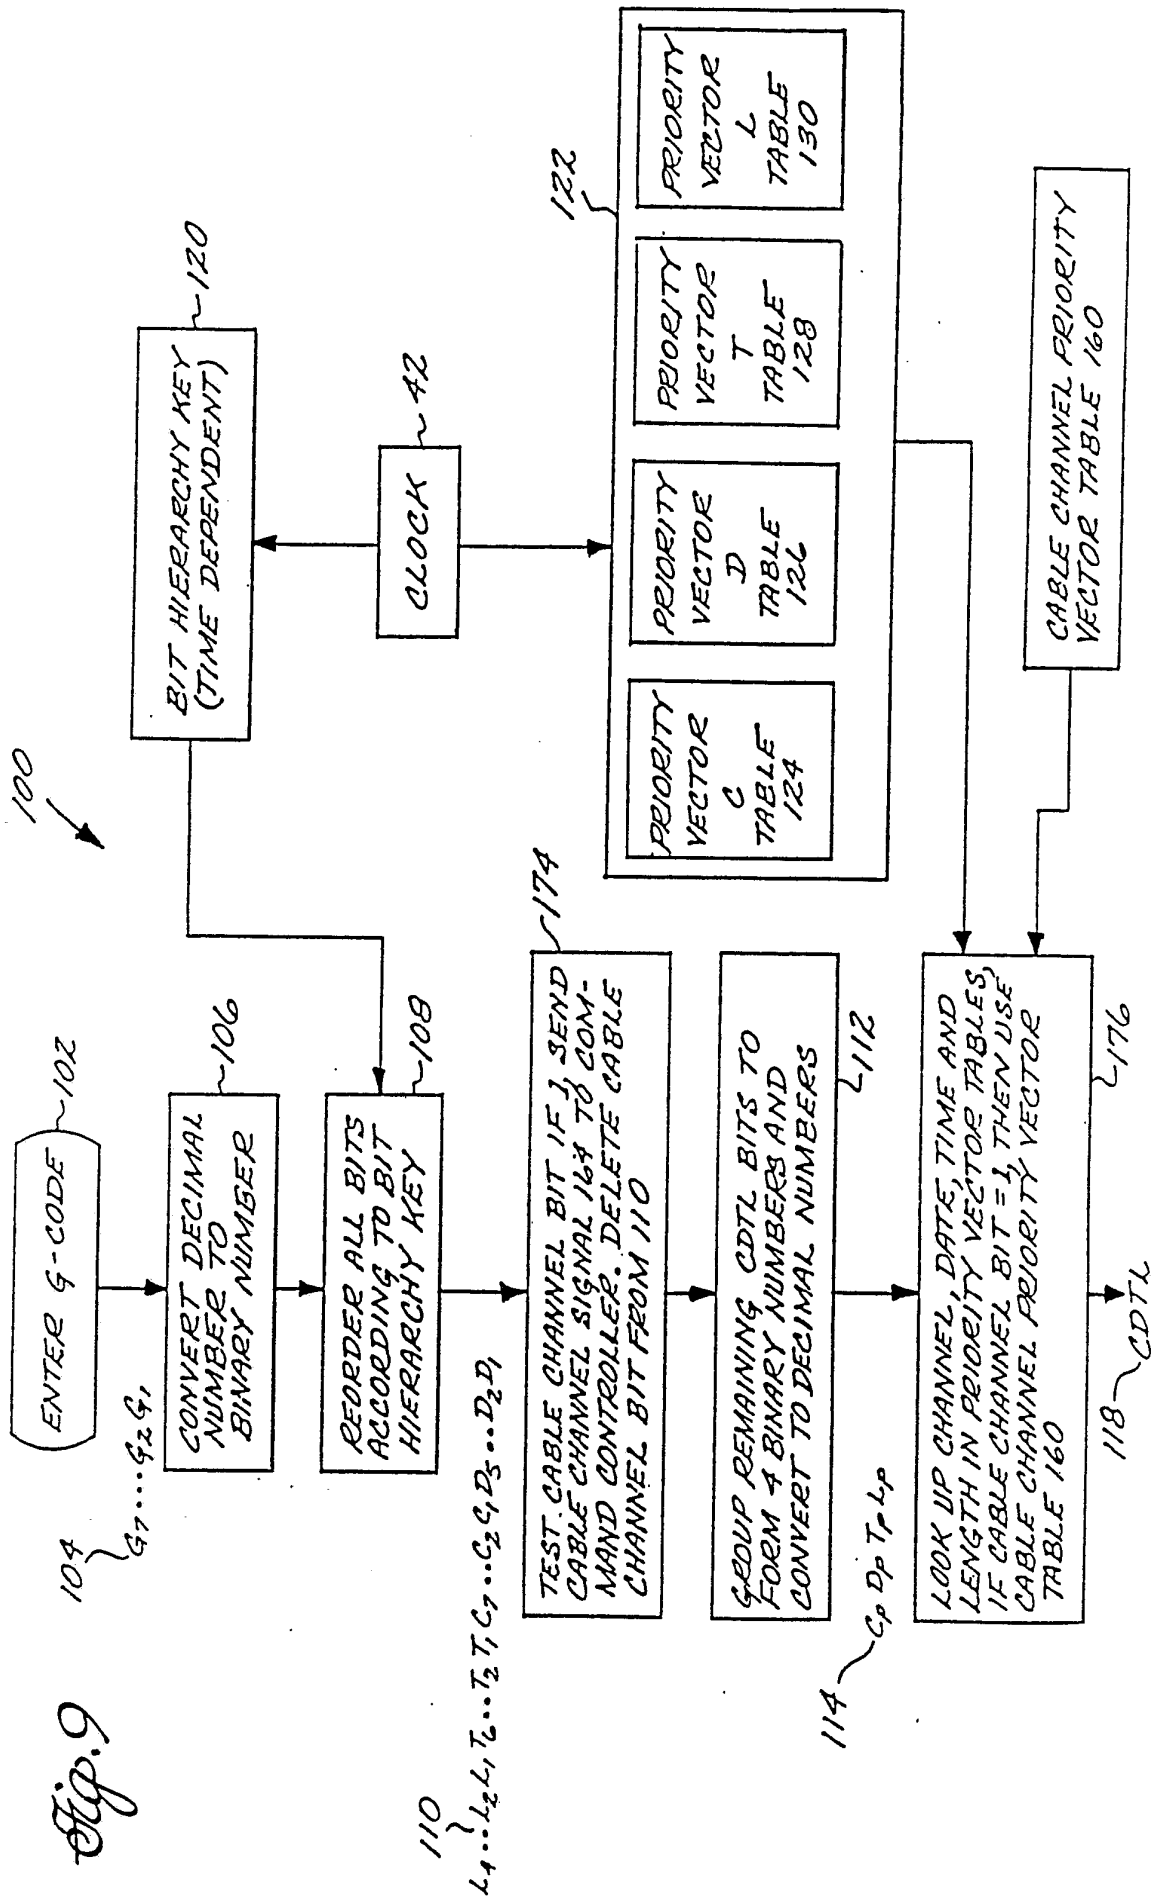 Fig. 9
100
ENTER G-CODE
102
104
G7...G2G1
CONVERT DECIMAL
NUMBER TO
BINARY NUMBER
106
REORDER ALL BITS
ACCORDING TO BIT
HIERARCHY KEY
108
BIT HIERARCHY KEY
(TIME DEPENDENT)
120
CLOCK
42
110
L4..L2L1T6..T2T1C7...C2C1D5..D2D1
TEST CABLE CHANNEL BIT IF 1, SEND
CABLE CHANNEL SIGNAL 164 TO COM-
MAND CONTROLLER. DELETE CABLE
CHANNEL BIT FROM 110
174
GROUP REMAINING CDTL BITS TO
FORM 4 BINARY NUMBERS AND
CONVERT TO DECIMAL NUMBERS
112
122
PRIORITY
VECTOR
C
TABLE
124
PRIORITY
VECTOR
D
TABLE
126
PRIORITY
VECTOR
T
TABLE
128
PRIORITY
VECTOR
L
TABLE
130
114
CpDpTpLp
LOOK UP CHANNEL, DATE, TIME AND
LENGTH IN PRIORITY VECTOR TABLES,
IF CABLE CHANNEL BIT = 1, THEN USE
CABLE CHANNEL PRIORITY VECTOR
TABLE 160
176
CABLE CHANNEL PRIORITY
VECTOR TABLE 160
118
CDTL